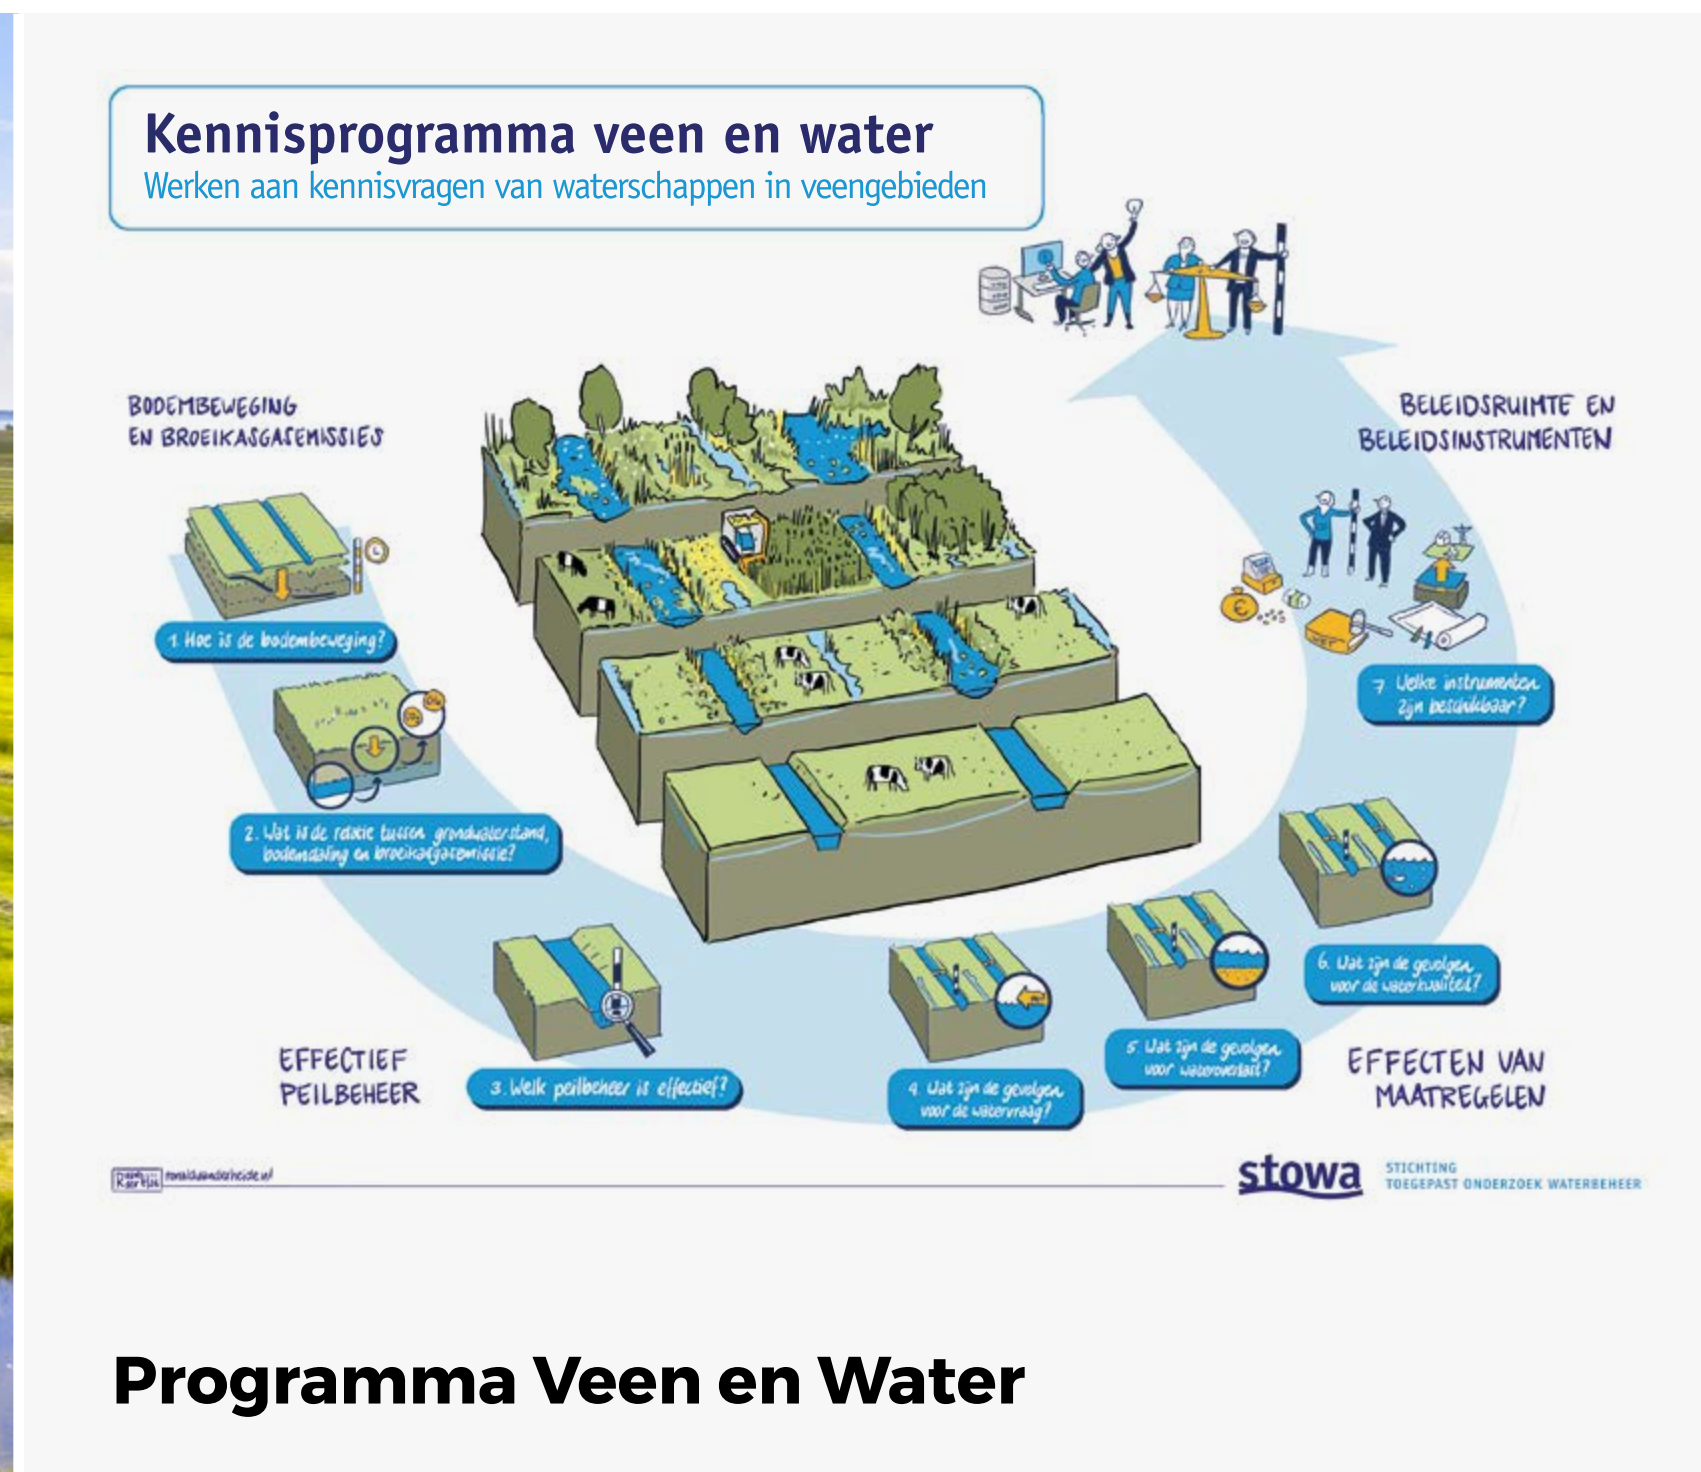 Kennisprogramma veen en water
Werken aan kennisvragen van waterschappen in veengebieden
BODEMBEWEGING
EN BROEIKASGASEMISSIES
1. Hoe is de bodembeweging?
2. Wat is de relatie tussen grondwaterstand,
bodemdaling en broeikasgasemissie?
EFFECTIEF
PEILBEHEER
3. Welk peilbeheer is effectief?
4. Wat zijn de gevolgen
voor de watervraag?
5. Wat zijn de gevolgen
voor wateroverlast?
6. Wat zijn de gevolgen
voor de waterkwaliteit?
EFFECTEN VAN
MAATREGELEN
BELEIDSRUIMTE EN
BELEIDSINSTRUMENTEN
WET
7 Welke instrumenten
zijn beschikbaar?
ronaldvanderheide.nl
stowa
STICHTING
TOEGEPAST ONDERZOEK WATERBEHEER
Programma Veen en Water